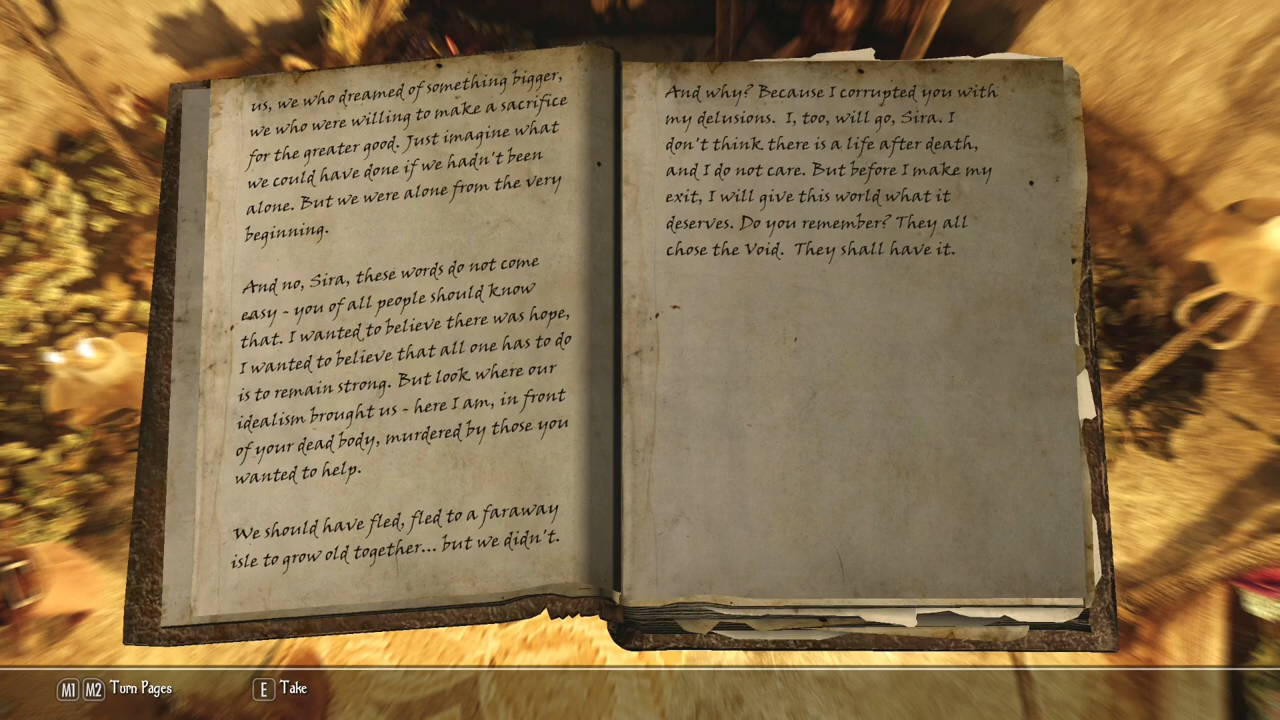 us, we who dreamed of something bigger,
we who were willing to make a sacrifice
for the greater good. Just imagine what
we could have done if we hadn't been
alone. But we were alone from the very
beginning.
And no, Sira, these words do not come
easy - you of all people should know
that. I wanted to believe there was hope,
I wanted to believe that all one has to do
is to remain strong. But look where our
idealism brought us - here I am, in front
of your dead body, murdered by those you
wanted to help.
We should have fled, fled to a faraway
isle to grow old together... but we didn't.
And why? Because I corrupted you with
my delusions. I, too, will go, Sira. I
don't think there is a life after death,
and I do not care. But before I make my
exit, I will give this world what it
deserves. Do you remember? They all
chose the Void. They shall have it.
M1 M2 Turn Pages
E Take